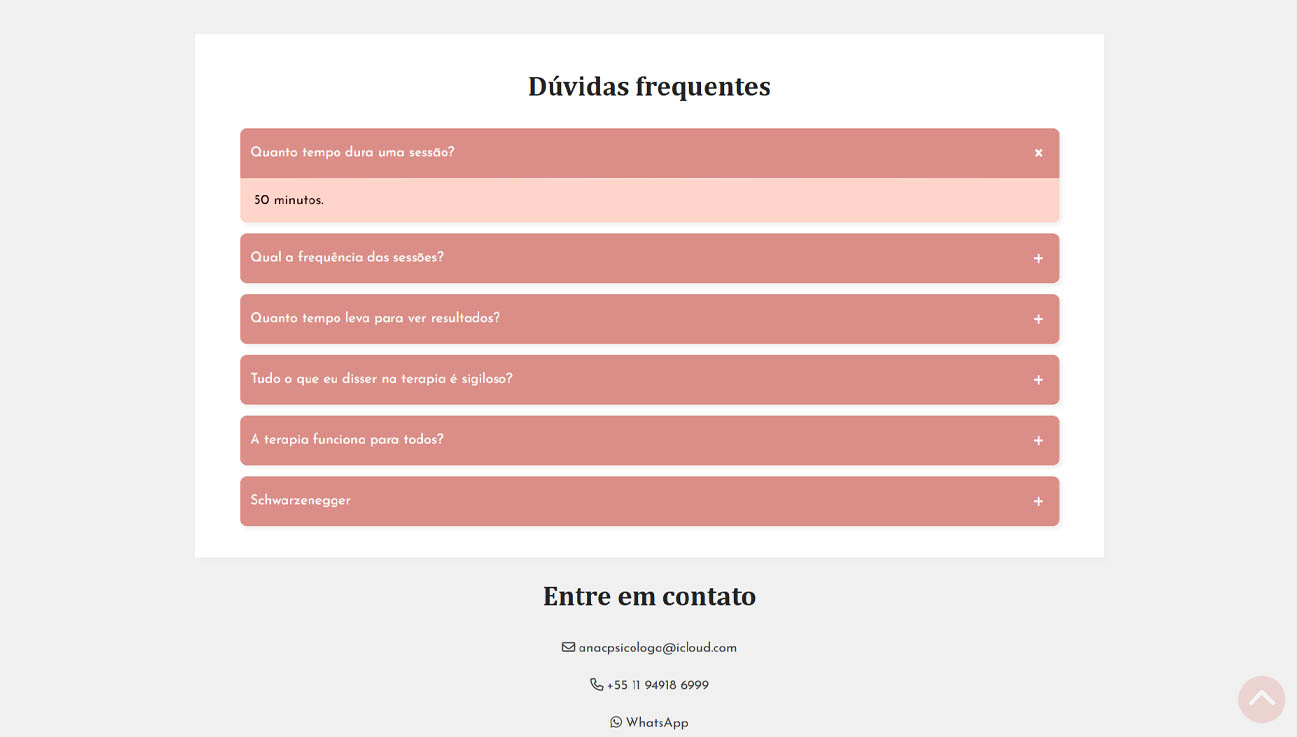 Dúvidas frequentes
Quanto tempo dura uma sessão?
50 minutos.
Qual a frequência das sessões?
Quanto tempo leva para ver resultados?
Tudo o que eu disser na terapia é sigiloso?
A terapia funciona para todos?
Schwarzenegger
Entre em contato
anacpsicologa@icloud.com
+55 11 94918 6999
WhatsApp